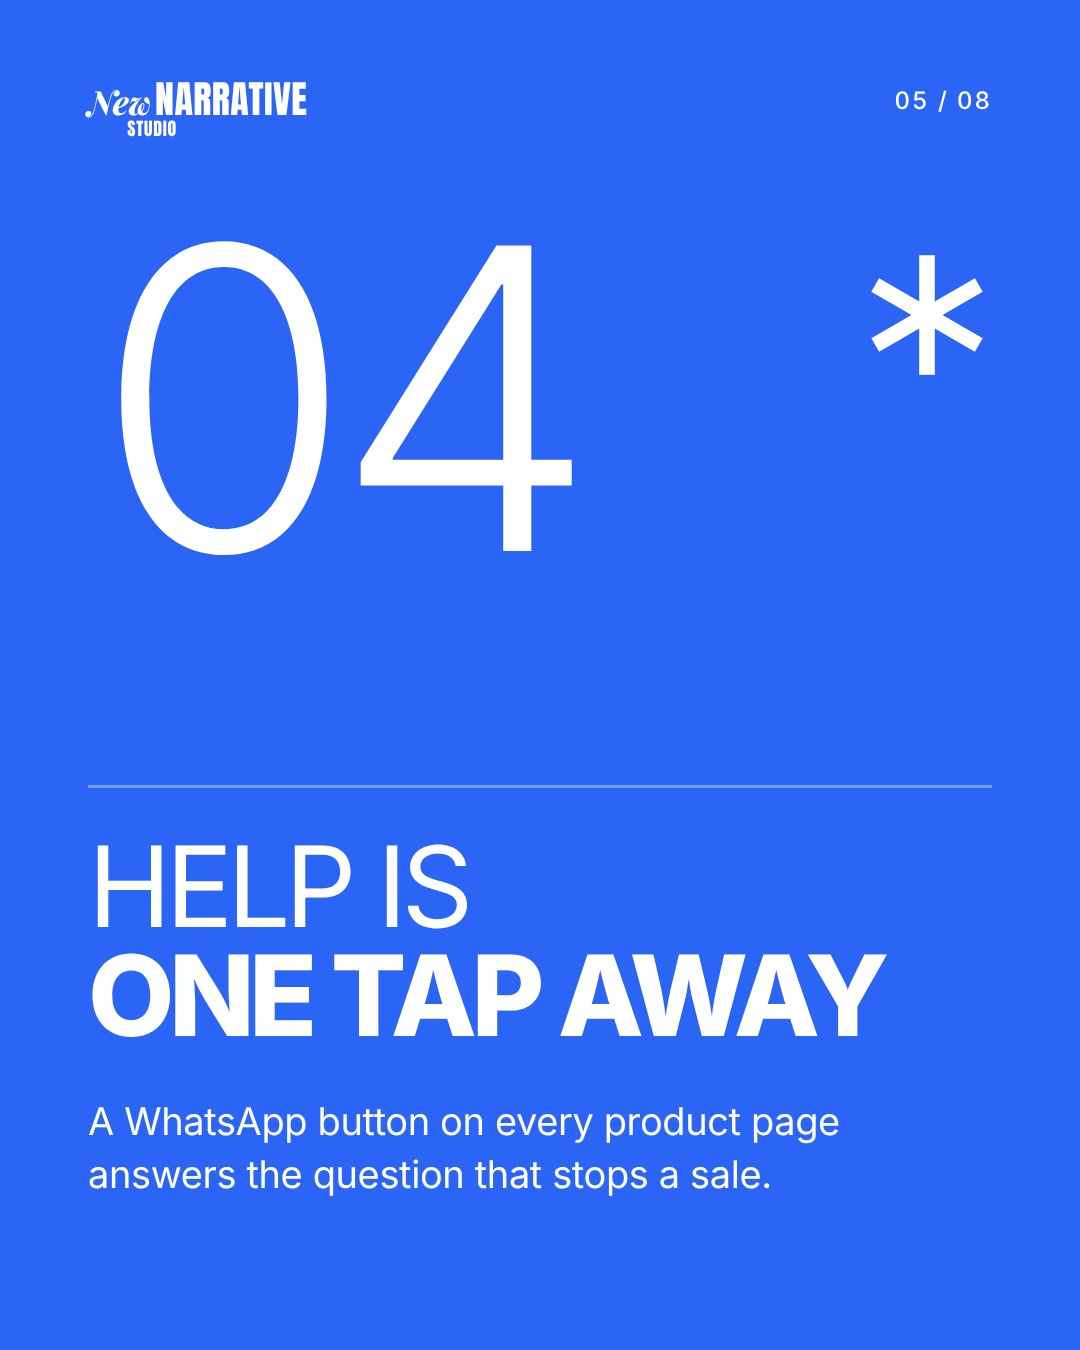 New NARRATIVE
STUDIO
05 / 08
04
*
HELP IS
ONE TAP AWAY
A WhatsApp button on every product page
answers the question that stops a sale.